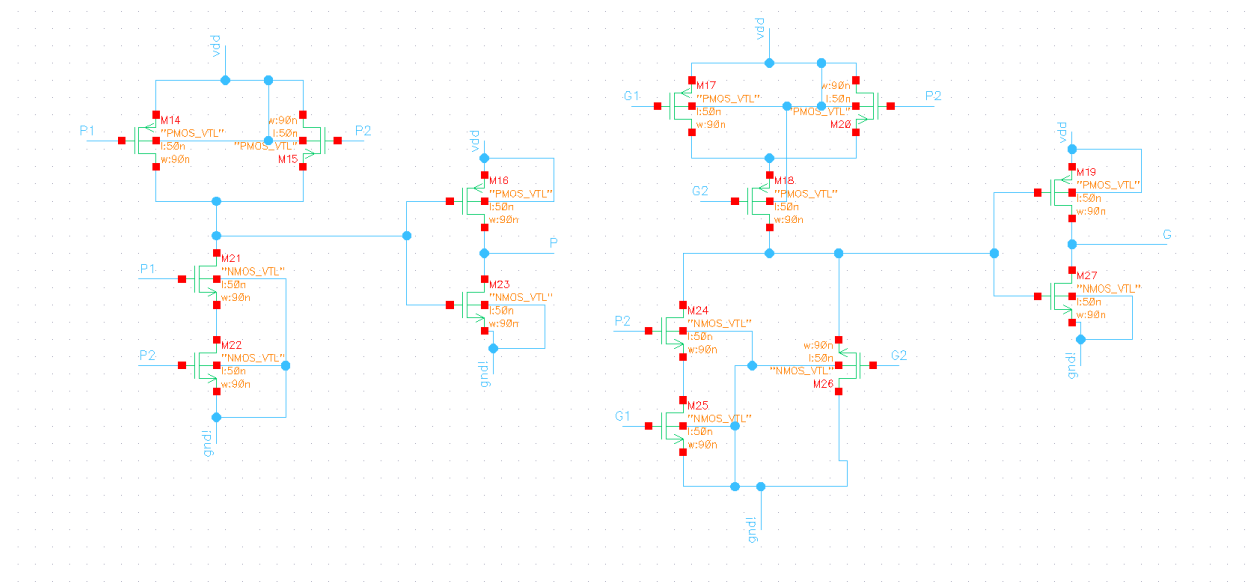 vdd
M14
"PMOS_VTL"
l:50n
w:90n
P1
w:90n
l:50n
"PMOS_VTL"
M15
P2
vdd
M16
"PMOS_VTL"
l:50n
w:90n
P
M21
"NMOS_VTL"
l:50n
w:90n
P1
M22
"NMOS_VTL"
l:50n
w:90n
P2
gnd!
M23
"NMOS_VTL"
l:50n
w:90n
gnd!
vdd
G1
M17
"PMOS_VTL"
l:50n
w:90n
w:90n
l:50n
"PMOS_VTL"
M20
P2
G2
M18
"PMOS_VTL"
l:50n
w:90n
P2
M24
"NMOS_VTL"
l:50n
w:90n
G1
M25
"NMOS_VTL"
l:50n
w:90n
w:90n
l:50n
"NMOS_VTL"
M26
G2
gnd!
vdd
M19
"PMOS_VTL"
l:50n
w:90n
G
M27
"NMOS_VTL"
l:50n
w:90n
gnd!